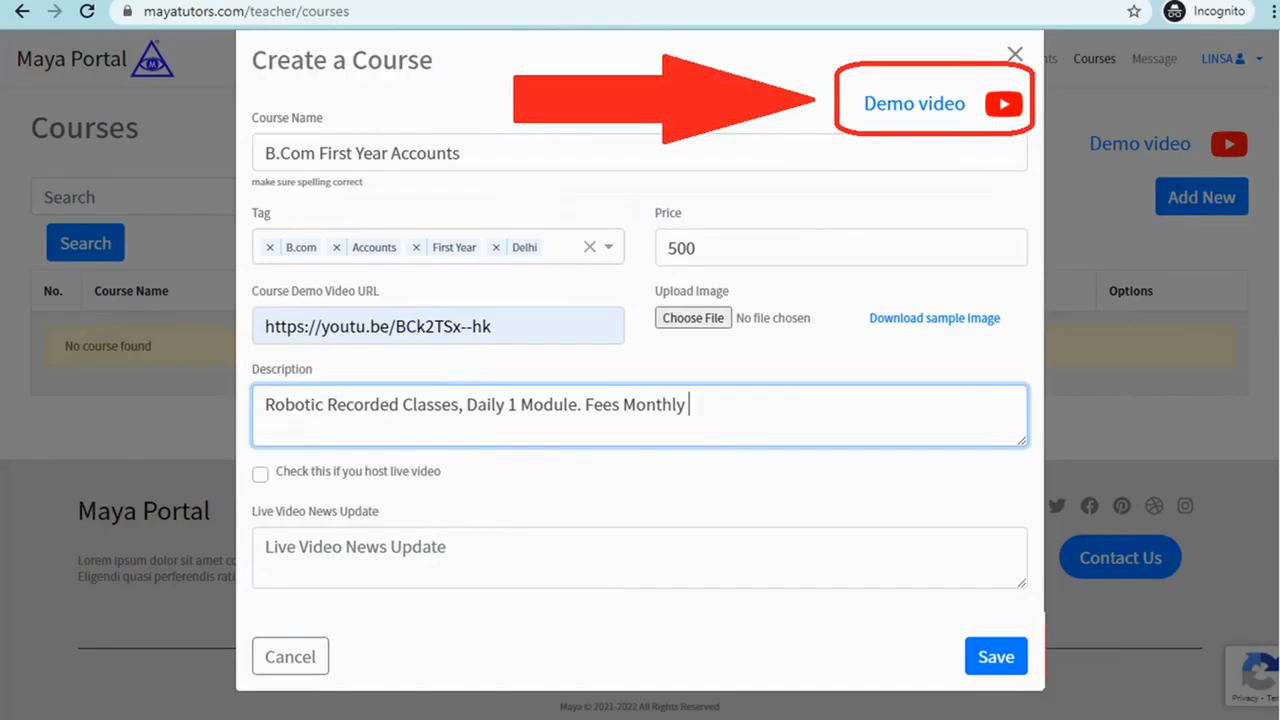 mayatutors.com/teacher/courses
Incognito
Maya Portal
Courses Message LINSA
Create a Course
Demo video
Courses
Demo video
Course Name
B.Com First Year Accounts
make sure spelling correct
Search
Add New
Tag Price
× B.com × Accounts × First Year × Delhi
500
Search
No. Course Name Options
Course Demo Video URL Upload Image
https://youtu.be/BCk2TSx--hk
Choose File No file chosen Download sample Image
No course found
Description
Robotic Recorded Classes, Daily 1 Module. Fees Monthly
Check this if you host live video
Live Video News Update
Live Video News Update
Maya Portal
Lorem ipsum dolor sit amet
Eligendi quasi perferendis
Contact Us
Cancel Save
Maya © 2021-2022 All Rights Reserved